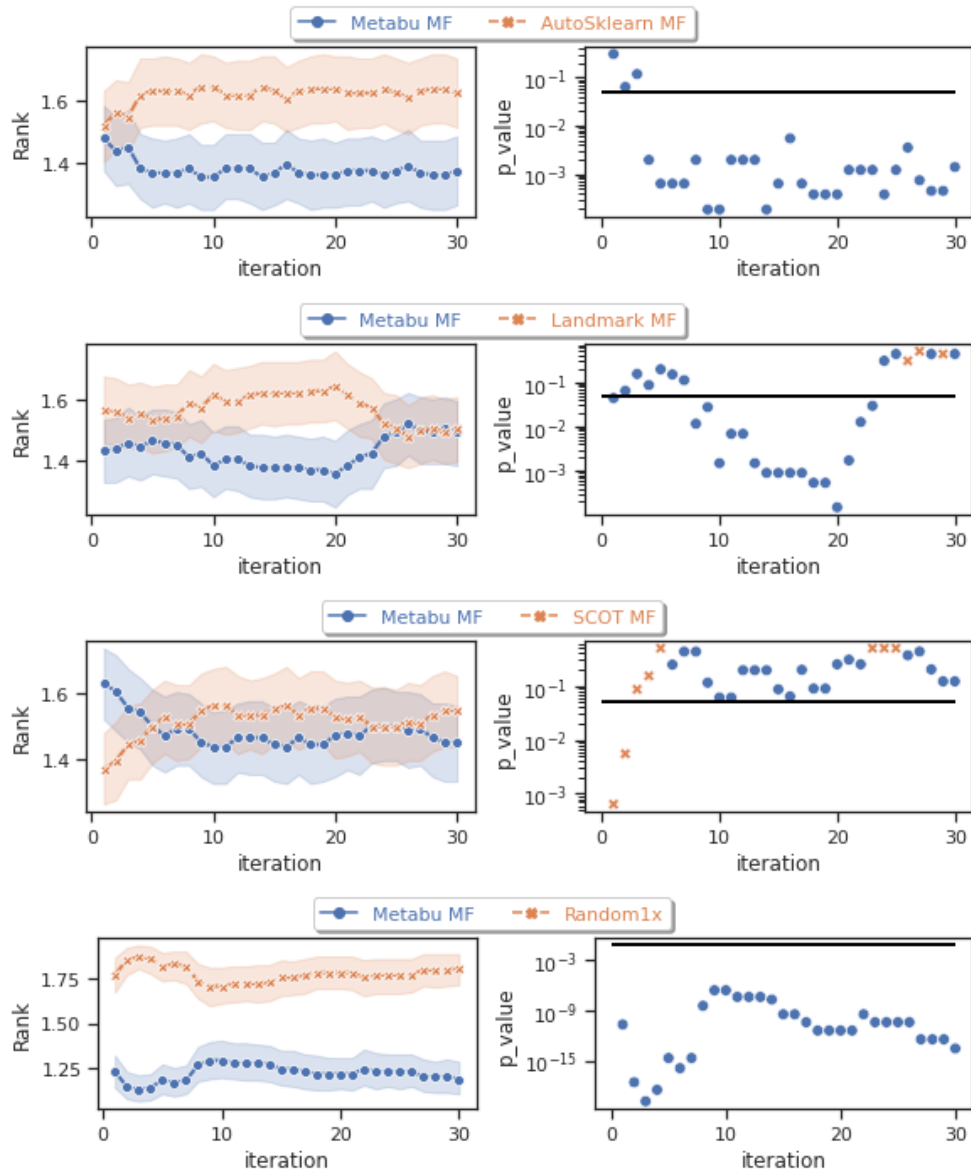 Metabu MF AutoSklearn MF
Rank
1.6
1.4
0 10 20 30
iteration
p_value
10⁻¹
10⁻²
10⁻³
0 10 20 30
iteration
Metabu MF Landmark MF
Rank
1.6
1.4
0 10 20 30
iteration
p_value
10⁻¹
10⁻²
10⁻³
0 10 20 30
iteration
Metabu MF SCOT MF
Rank
1.6
1.4
0 10 20 30
iteration
p_value
10⁻¹
10⁻²
10⁻³
0 10 20 30
iteration
Metabu MF Random1x
Rank
1.75
1.50
1.25
0 10 20 30
iteration
p_value
10⁻³
10⁻⁹
10⁻¹⁵
0 10 20 30
iteration